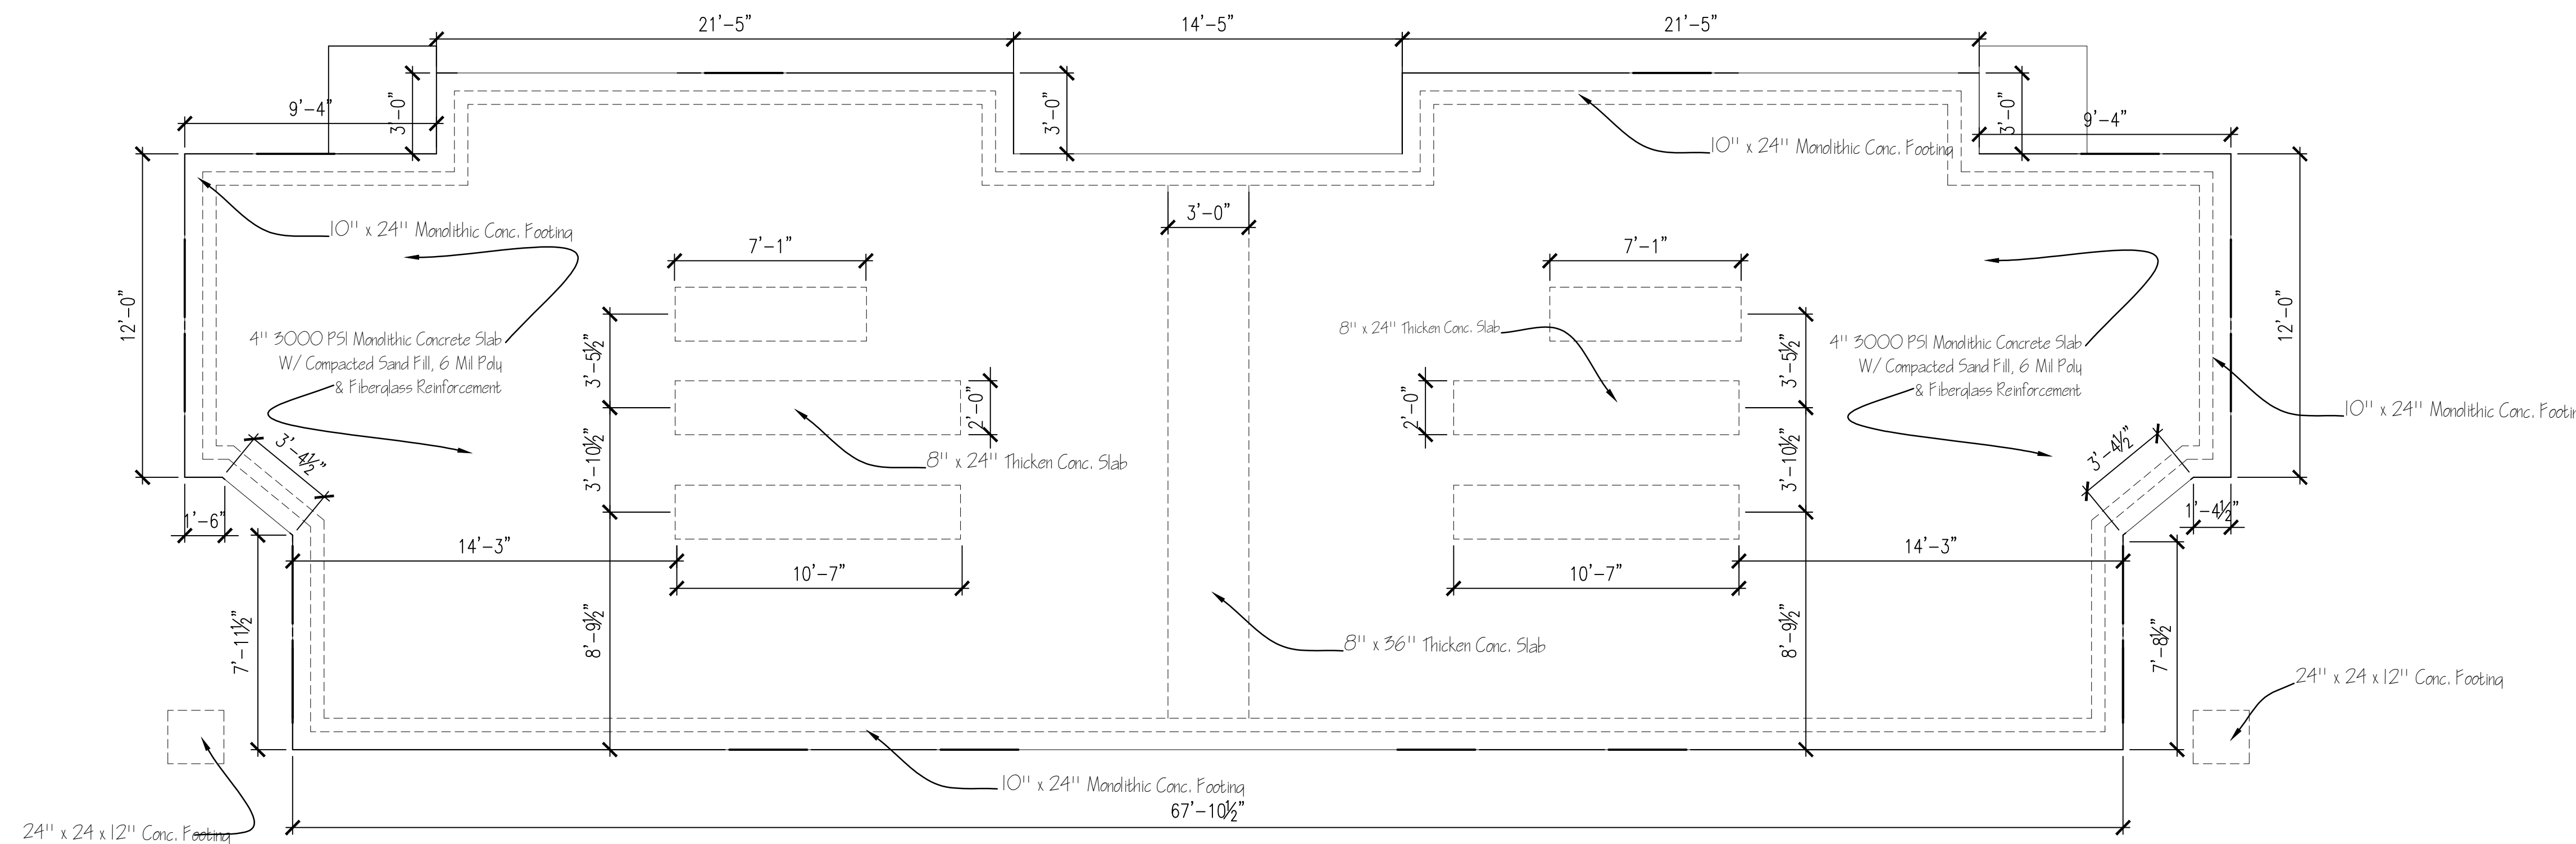 21'-5"
14'-5"
21'-5"
9'-4"
3'-0"
3'-0"
3'-0"
9'-4"
10" x 24" Monolithic Conc. Footing
10" x 24" Monolithic Conc. Footing
3'-0"
7'-1"
7'-1"
12'-0"
12'-0"
4" 3000 PSI Monolithic Concrete Slab
W/ Compacted Sand Fill, 6 Mil Poly
& Fiberglass Reinforcement
3'-5½"
8" x 24" Thicken Conc. Slab
3'-5½"
4" 3000 PSI Monolithic Concrete Slab
W/ Compacted Sand Fill, 6 Mil Poly
& Fiberglass Reinforcement
2'-0"
2'-0"
10" x 24" Monolithic Conc. Footi
3'-4½"
3'-10½"
8" x 24" Thicken Conc. Slab
3'-10½"
3'-4½"
1'-6"
1'-4½"
14'-3"
14'-3"
10'-7"
10'-7"
7'-11½"
8'-9½"
8" x 36" Thicken Conc. Slab
8'-9½"
7'-8½"
24" x 24 x 12" Conc. Footing
10" x 24" Monolithic Conc. Footing
67'-10½"
24" x 24 x 12" Conc. Footing